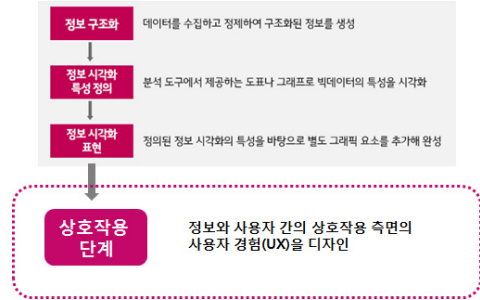 정보 구조화
데이터를 수집하고 정제하여 구조화된 정보를 생성
정보 시각화
특성 정의
분석 도구에서 제공하는 도표나 그래프로 빅데이터의 특성을 시각화
정보 시각화
표현
정의된 정보 시각화의 특성을 바탕으로 별도 그래픽 요소를 추가해 완성
상호작용
단계
정보와 사용자 간의 상호작용 측면의
사용자 경험(UX)을 디자인